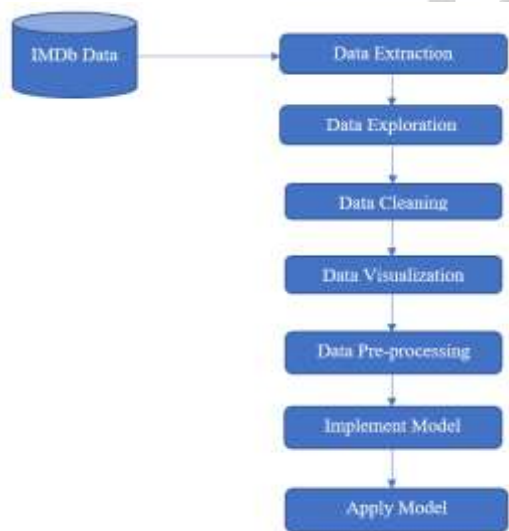 IMDb Data
Data Extraction
Data Exploration
Data Cleaning
Data Visualization
Data Pre-processing
Implement Model
Apply Model